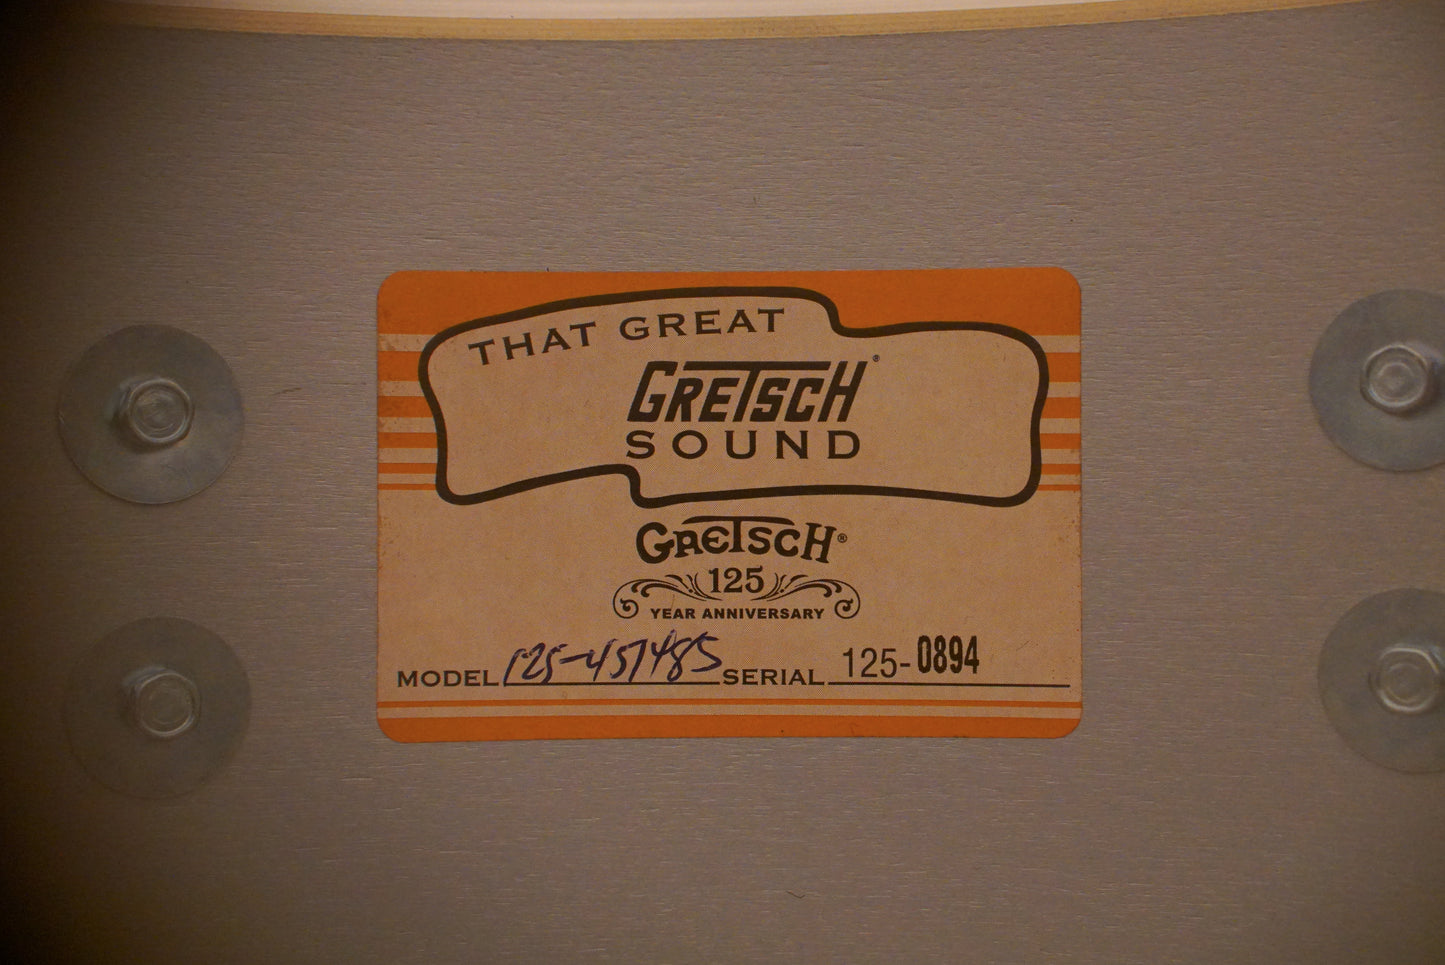 THAT GREAT
GRETSCH®
SOUND
GRETSCH®
125
YEAR ANNIVERSARY
MODEL 125-457485 SERIAL 125-0894